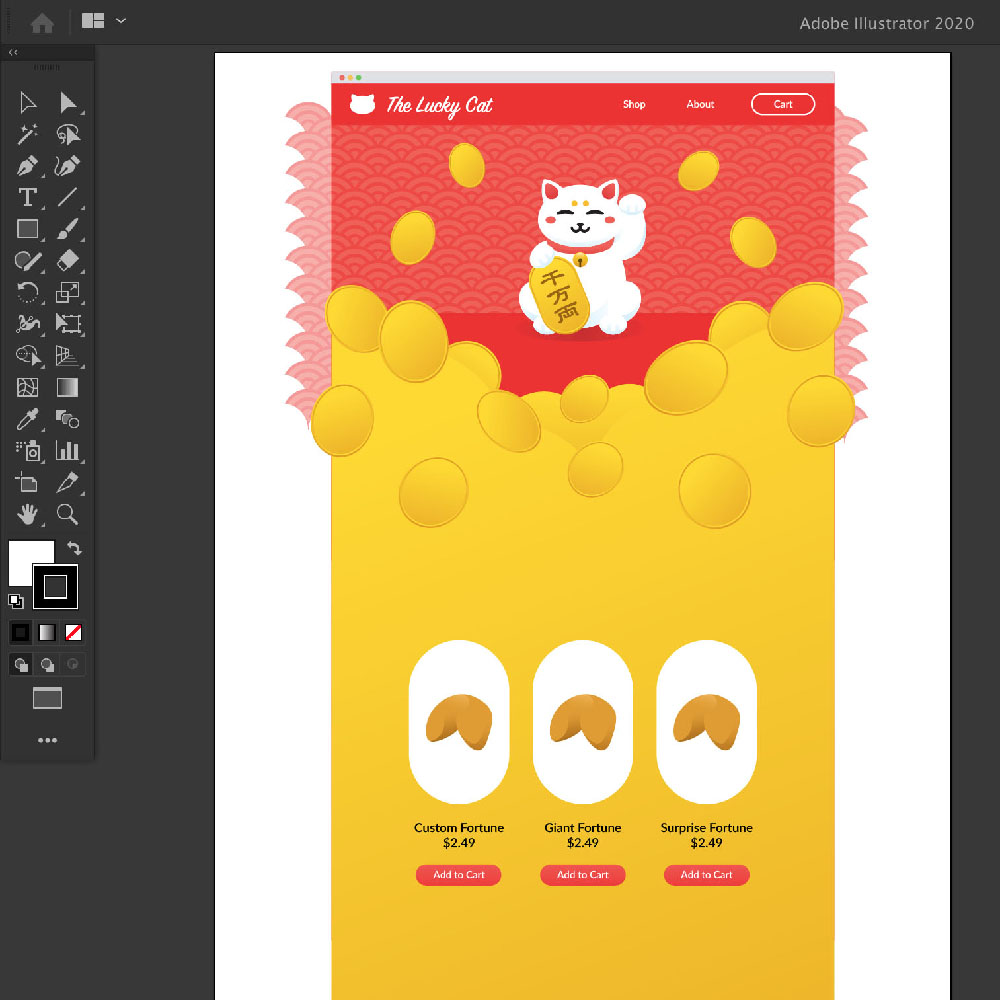 Adobe Illustrator 2020
The Lucky Cat
Shop
About
Cart
千
万
両
Custom Fortune
$2.49
Add to Cart
Giant Fortune
$2.49
Add to Cart
Surprise Fortune
$2.49
Add to Cart